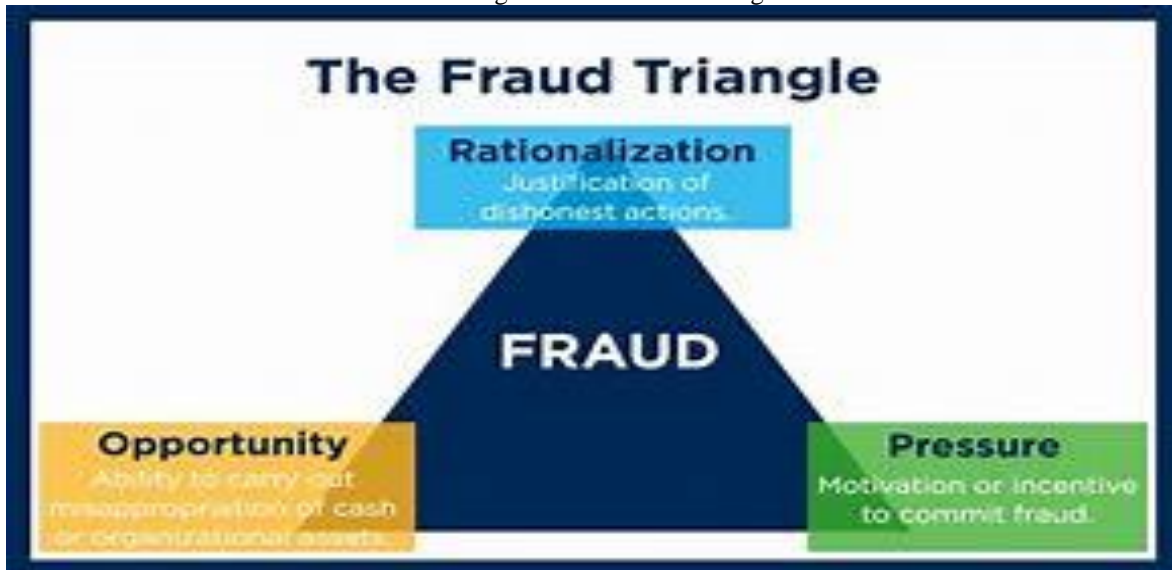 The Fraud Triangle
Rationalization
Justification of
dishonest actions.
FRAUD
Opportunity
Ability to carry out
misappropriation of cash
or organizational assets.
Pressure
Motivation or incentive
to commit fraud.